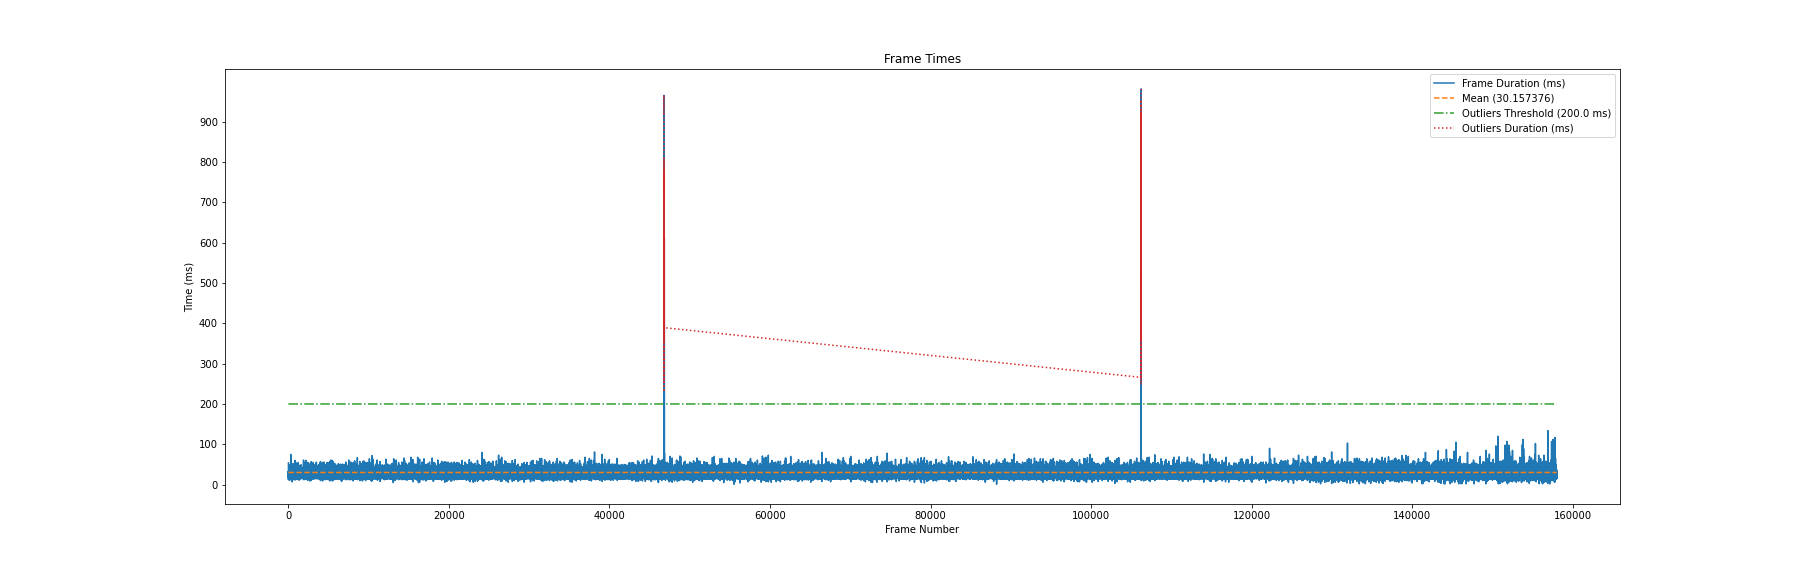 Frame Times
Frame Duration (ms)
Mean (30.157376)
Outliers Threshold (200.0 ms)
Outliers Duration (ms)
900
800
700
600
500
400
300
200
100
0
Time (ms)
0 20000 40000 60000 80000 100000 120000 140000 160000
Frame Number